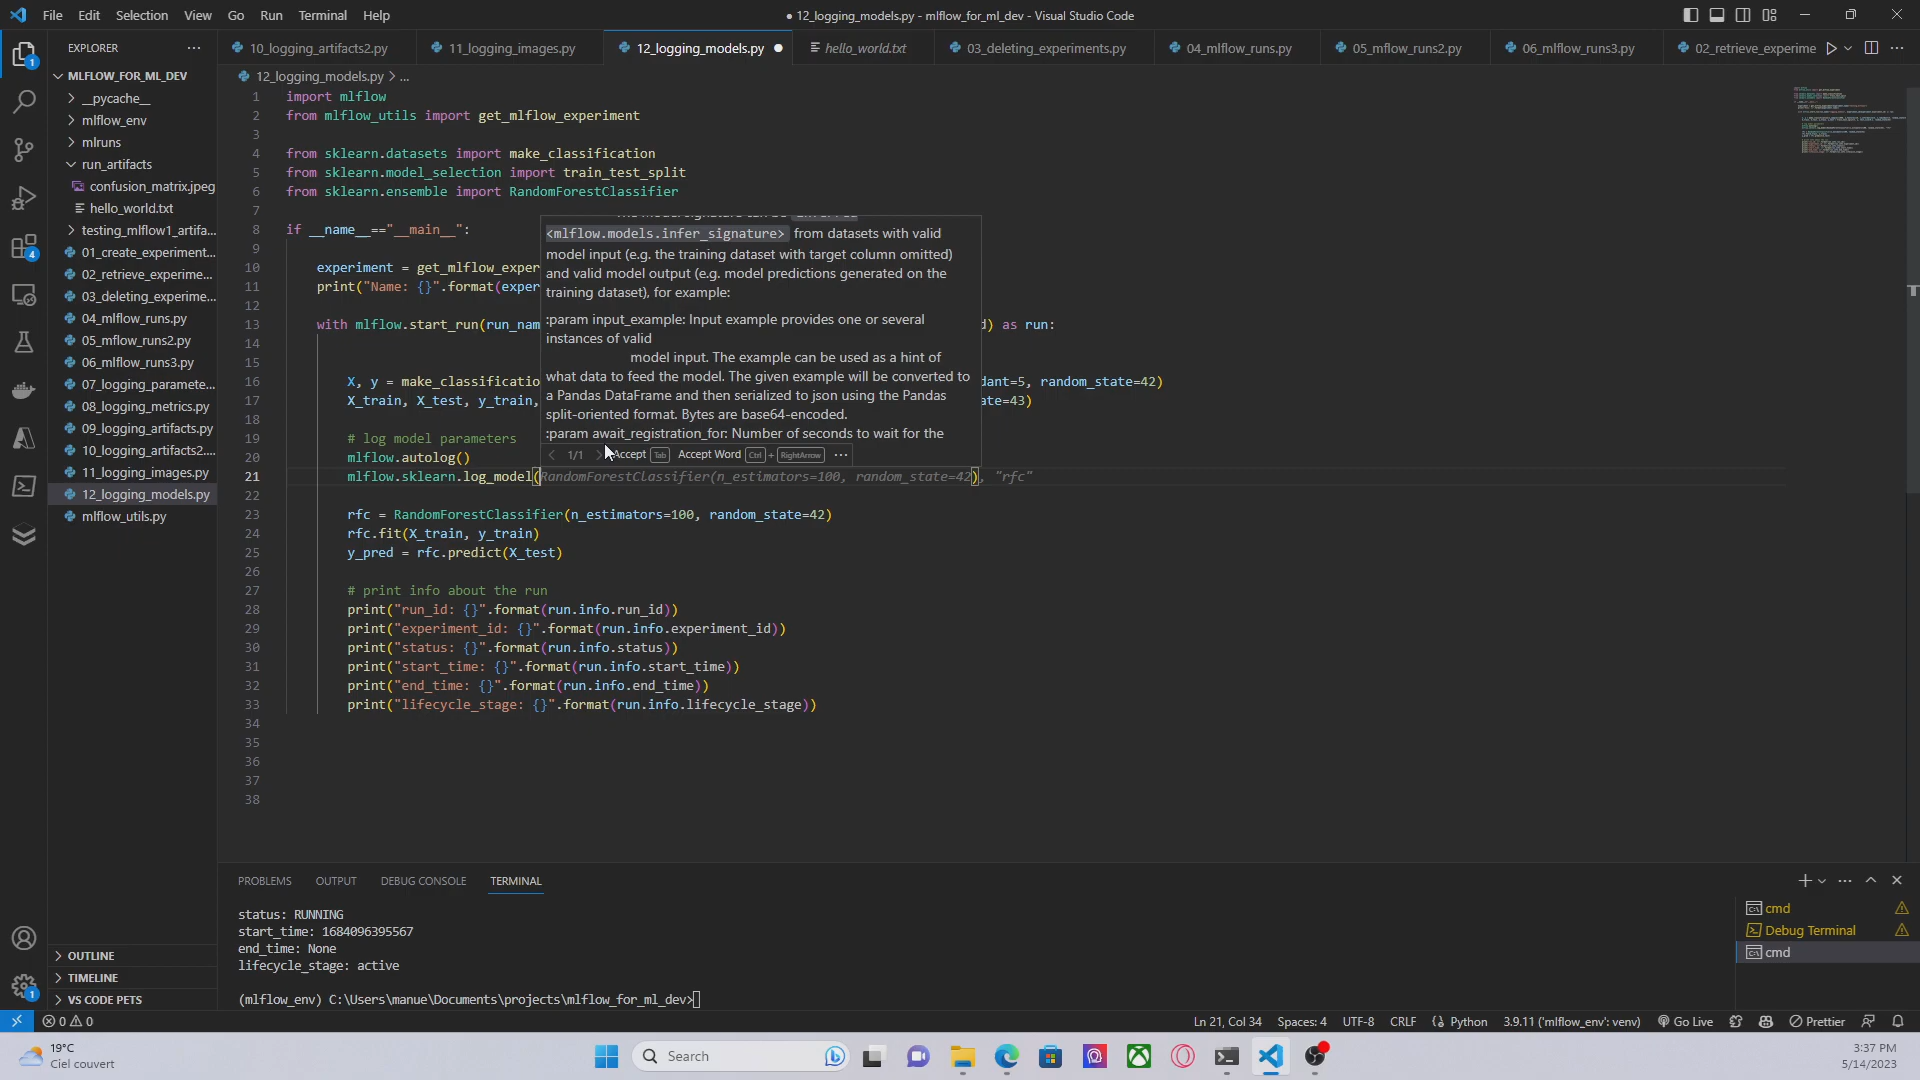 File Edit Selection View Go Run Terminal Help
● 12_logging_models.py - mlflow_for_ml_dev - Visual Studio Code
EXPLORER
10_logging_artifacts2.py
11_logging_images.py
12_logging_models.py
hello_world.txt
03_deleting_experiments.py
04_mlflow_runs.py
05_mflow_runs2.py
06_mlflow_runs3.py
02_retrieve_experime
MLFLOW_FOR_ML_DEV
__pycache__
mlflow_env
mlruns
run_artifacts
confusion_matrix.jpeg
hello_world.txt
testing_mlflow1_artifa...
01_create_experiment...
02_retrieve_experime...
03_deleting_experime...
04_mlflow_runs.py
05_mflow_runs2.py
06_mlflow_runs3.py
07_logging_paramete...
08_logging_metrics.py
09_logging_artifacts.py
10_logging_artifacts2....
11_logging_images.py
12_logging_models.py
mlflow_utils.py
OUTLINE
TIMELINE
VS CODE PETS
12_logging_models.py > ...
1 import mlflow
2 from mlflow_utils import get_mlflow_experiment
3
4 from sklearn.datasets import make_classification
5 from sklearn.model_selection import train_test_split
6 from sklearn.ensemble import RandomForestClassifier
7
8 if __name__=="__main__":
9
10 experiment = get_mlflow_exper
11 print("Name: {}".format(exper
12
13 with mlflow.start_run(run_nam d) as run:
14
15
16 X, y = make_classificatio dant=5, random_state=42)
17 X_train, X_test, y_train, ate=43)
18
19 # log model parameters
20 mlflow.autolog()
21 mlflow.sklearn.log_model(RandomForestClassifier(n_estimators=100, random_state=42), "rfc"
22
23 rfc = RandomForestClassifier(n_estimators=100, random_state=42)
24 rfc.fit(X_train, y_train)
25 y_pred = rfc.predict(X_test)
26
27 # print info about the run
28 print("run_id: {}".format(run.info.run_id))
29 print("experiment_id: {}".format(run.info.experiment_id))
30 print("status: {}".format(run.info.status))
31 print("start_time: {}".format(run.info.start_time))
32 print("end_time: {}".format(run.info.end_time))
33 print("lifecycle_stage: {}".format(run.info.lifecycle_stage))
34
35
36
37
38
<mlflow.models.infer_signature> from datasets with valid
model input (e.g. the training dataset with target column omitted)
and valid model output (e.g. model predictions generated on the
training dataset), for example:
:param input_example: Input example provides one or several
instances of valid
model input. The example can be used as a hint of
what data to feed the model. The given example will be converted to
a Pandas DataFrame and then serialized to json using the Pandas
split-oriented format. Bytes are base64-encoded.
:param await_registration_for: Number of seconds to wait for the
< 1/1 > Accept Tab Accept Word Ctrl + RightArrow ...
PROBLEMS OUTPUT DEBUG CONSOLE TERMINAL
status: RUNNING
start_time: 1684096395567
end_time: None
lifecycle_stage: active
(mlflow_env) C:\Users\manue\Documents\projects\mlflow_for_ml_dev>
cmd
Debug Terminal
cmd
0 0
Ln 21, Col 34 Spaces: 4 UTF-8 CRLF Python 3.9.11 ('mlflow_env': venv) Go Live Prettier
19°C
Ciel couvert
Search
3:37 PM
5/14/2023